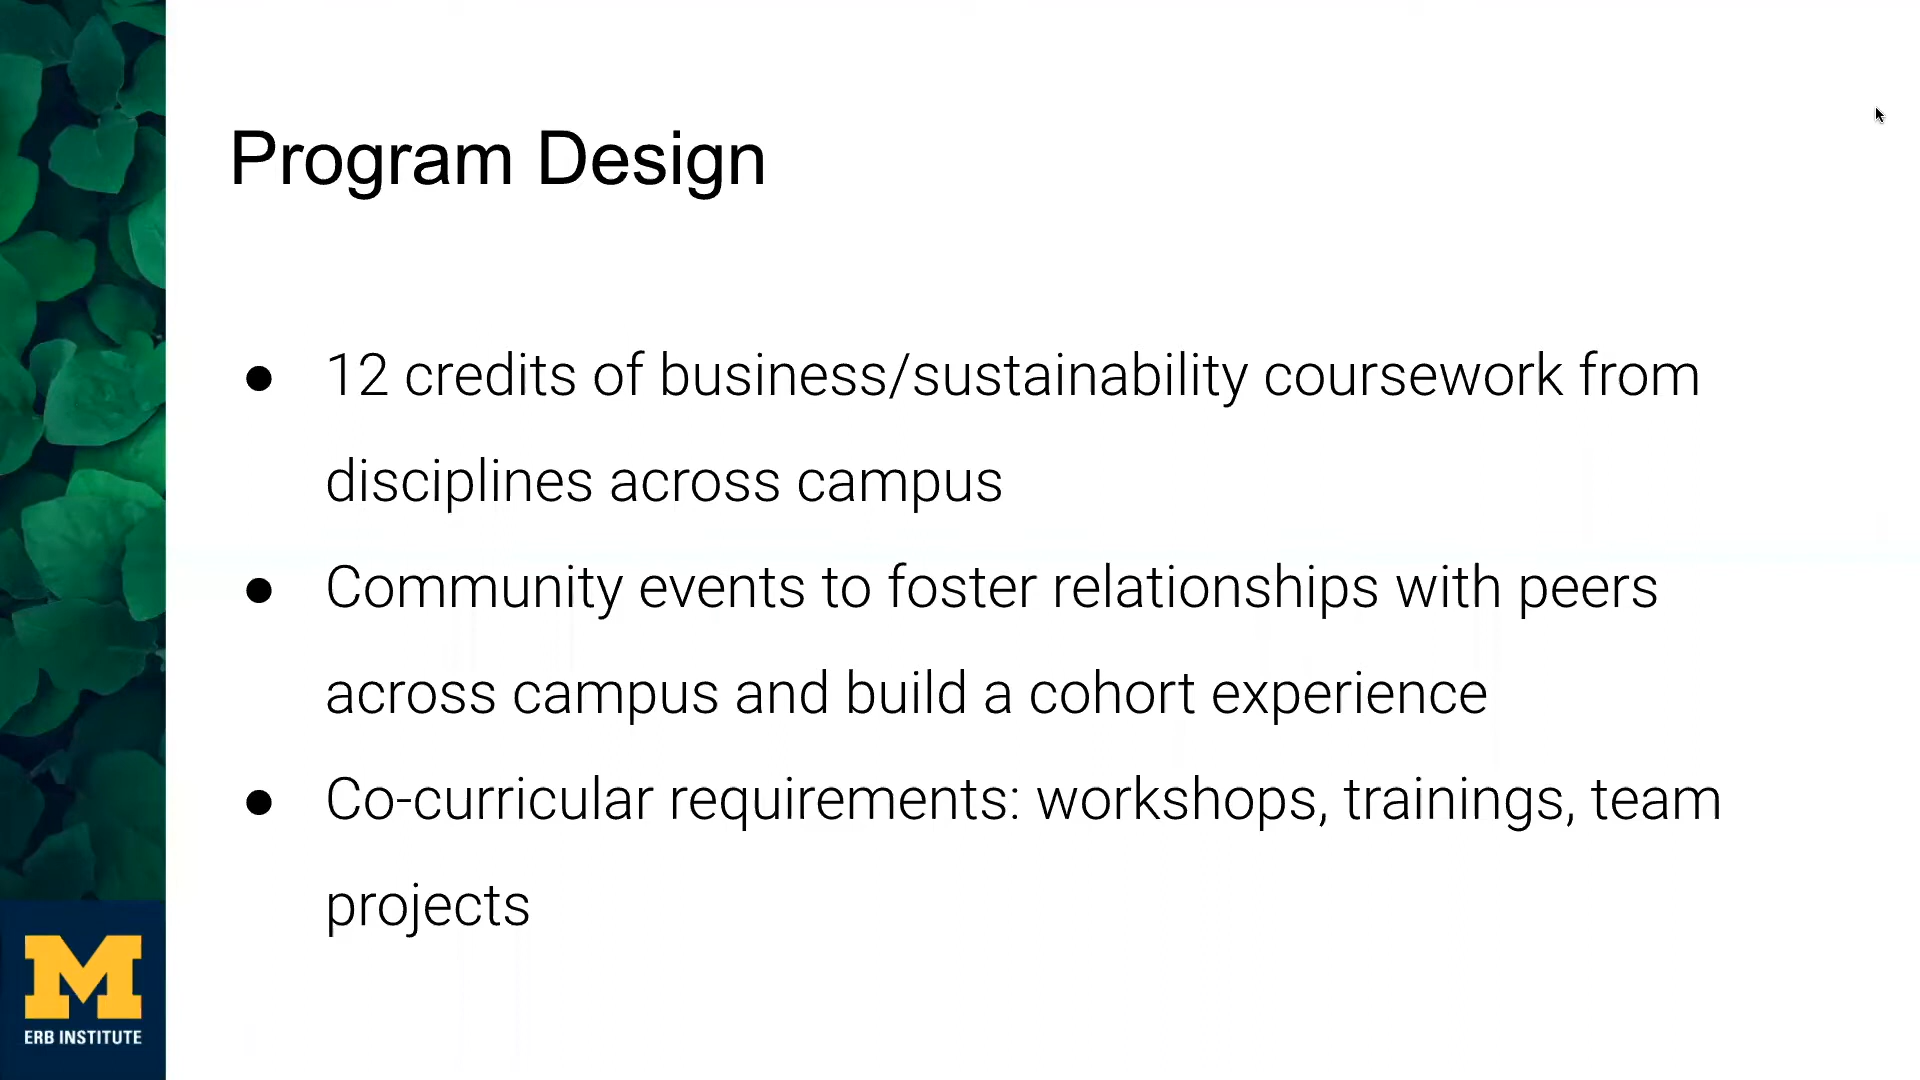 Program Design
● 12 credits of business/sustainability coursework from
disciplines across campus
● Community events to foster relationships with peers
across campus and build a cohort experience
● Co-curricular requirements: workshops, trainings, team
projects
M
ERB INSTITUTE